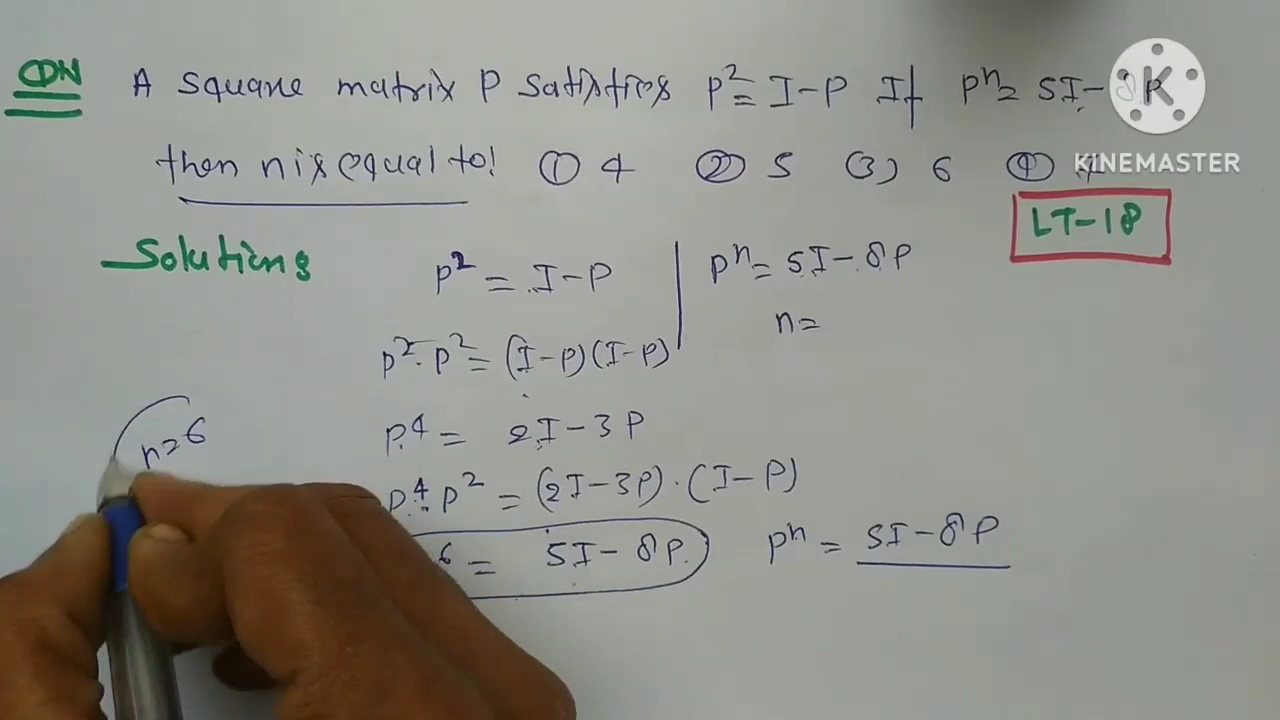 QN A square matrix P satisfies P² = I-P If Pⁿ = 5I-8P
then n is equal to! ① 4 ② 5 (3) 6 ④
KINEMASTER
LT-18
Solution:
P² = I-P
P²·P² = (I-P)(I-P)
P⁴ = 2I-3P
P⁴·P² = (2I-3P)·(I-P)
⁶ = 5I-8P.
Pⁿ = 5I-8P
n=
Pⁿ = 5I-8P
n=6